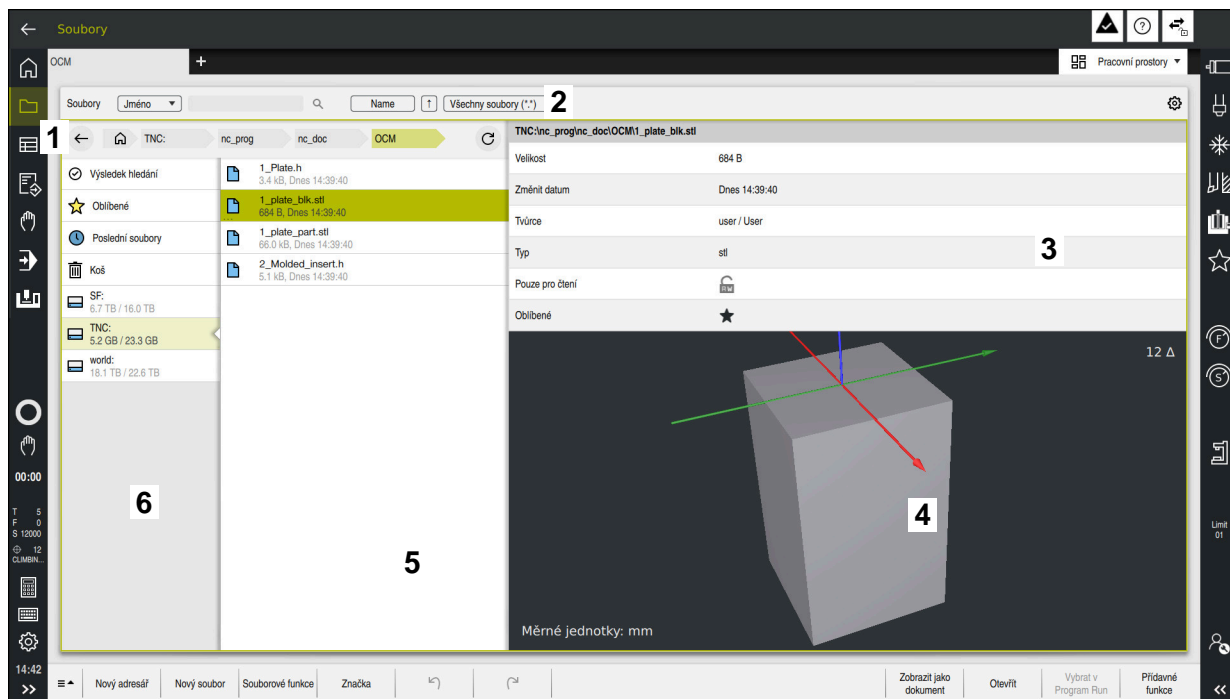 Soubory
OCM
Pracovní prostory
Soubory
Jméno
Name
Všechny soubory (*.*)
2
1
TNC:
nc_prog
nc_doc
OCM
TNC:\nc_prog\nc_doc\OCM\1_plate_blk.stl
Výsledek hledání
Oblíbené
Poslední soubory
Koš
SF:
6.7 TB / 16.0 TB
TNC:
5.2 GB / 23.3 GB
world:
18.1 TB / 22.6 TB
6
1_Plate.h
3.4 kB, Dnes 14:39:40
1_plate_blk.stl
684 B, Dnes 14:39:40
1_plate_part.stl
66.0 kB, Dnes 14:39:40
2_Molded_insert.h
5.1 kB, Dnes 14:39:40
5
Velikost 684 B
Změnit datum Dnes 14:39:40
Tvůrce user / User
Typ stl
3
Pouze pro čtení
RW
Oblíbené
12 Δ
4
Měrné jednotky: mm
00:00
T 5
F 0
S 12000
12
CLIMBIN...
14:42
F
S
Limit
01
Nový adresář
Nový soubor
Souborové funkce
Značka
Zobrazit jako
dokument
Otevřít
Vybrat v
Program Run
Přídavné
funkce